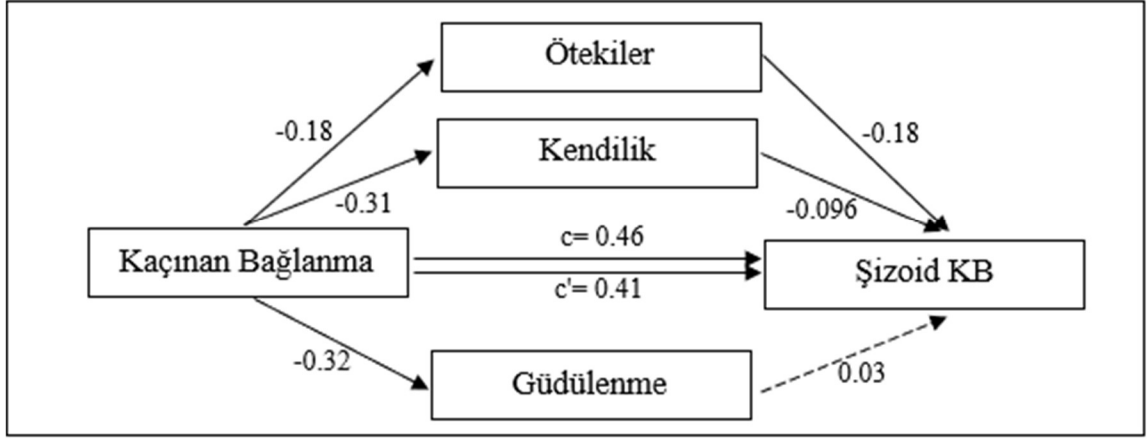 Ötekiler
-0.18
-0.18
Kendilik
-0.31
-0.096
c= 0.46
Kaçınan Bağlanma
Şizoid KB
c'= 0.41
-0.32
0.03
Güdülenme